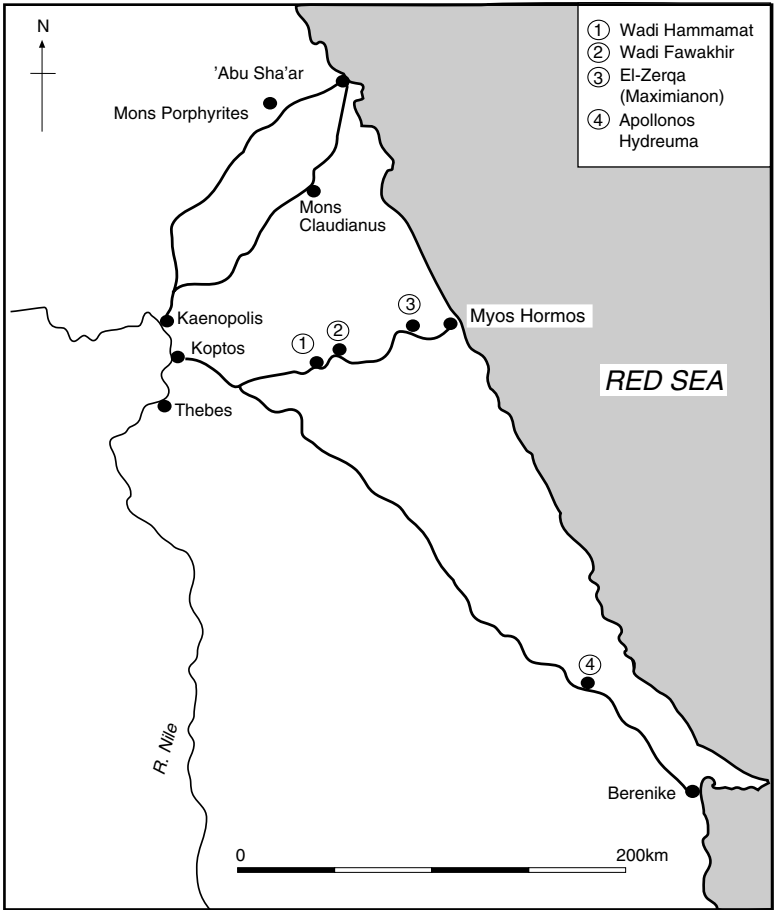 N
① Wadi Hammamat
② Wadi Fawakhir
③ El-Zerqa
(Maximianon)
④ Apollonos
Hydreuma
'Abu Sha'ar
Mons Porphyrites
Mons
Claudianus
Kaenopolis
③
Myos Hormos
① ②
Koptos
RED SEA
Thebes
④
R. Nile
Berenike
0 200km